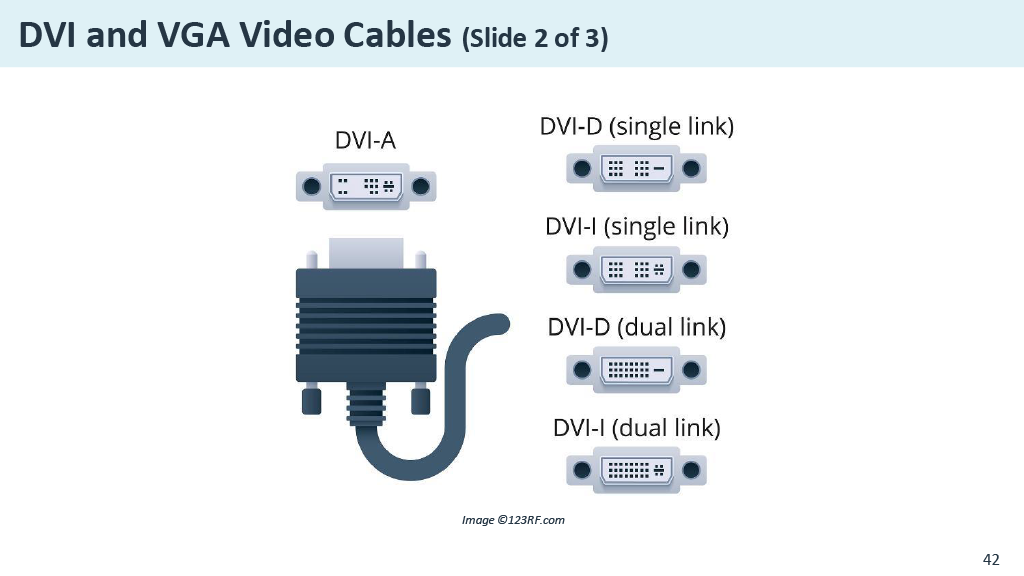 DVI and VGA Video Cables (Slide 2 of 3)
DVI-A
DVI-D (single link)
DVI-I (single link)
DVI-D (dual link)
DVI-I (dual link)
Image ©123RF.com
42